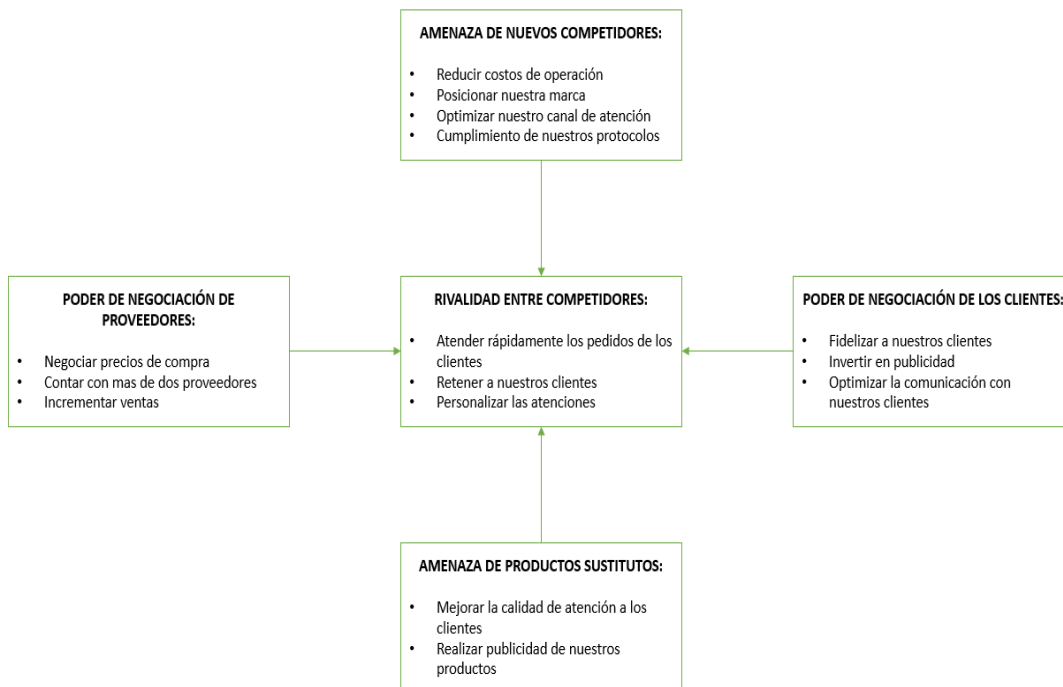 AMENAZA DE NUEVOS COMPETIDORES:
• Reducir costos de operación
• Posicionar nuestra marca
• Optimizar nuestro canal de atención
• Cumplimiento de nuestros protocolos
PODER DE NEGOCIACIÓN DE
PROVEEDORES:
• Negociar precios de compra
• Contar con mas de dos proveedores
• Incrementar ventas
RIVALIDAD ENTRE COMPETIDORES:
• Atender rápidamente los pedidos de los
clientes
• Retener a nuestros clientes
• Personalizar las atenciones
PODER DE NEGOCIACIÓN DE LOS CLIENTES:
• Fidelizar a nuestros clientes
• Invertir en publicidad
• Optimizar la comunicación con
nuestros clientes
AMENAZA DE PRODUCTOS SUSTITUTOS:
• Mejorar la calidad de atención a los
clientes
• Realizar publicidad de nuestros
productos